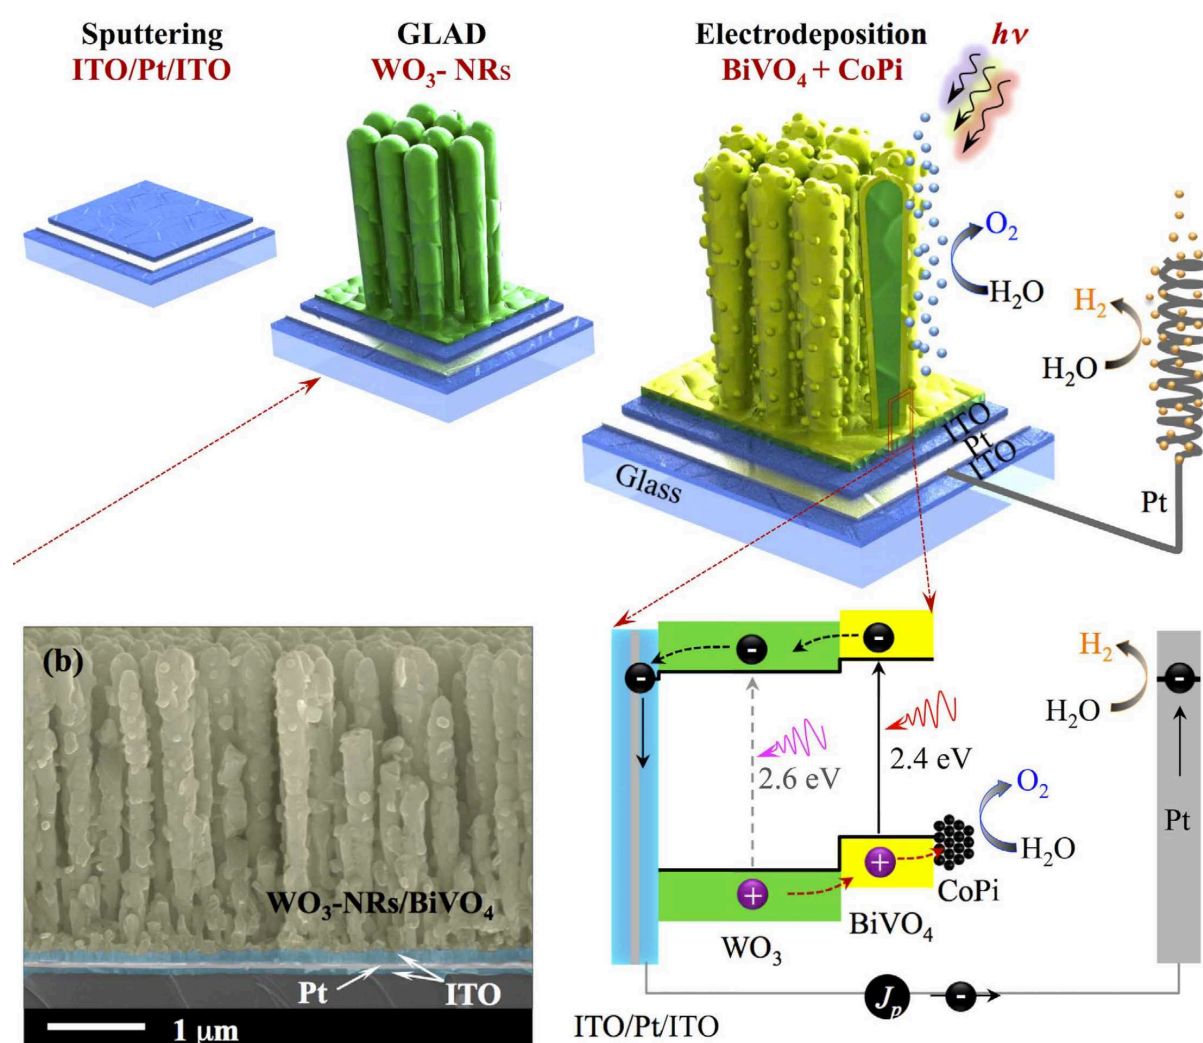 Sputtering
ITO/Pt/ITO
GLAD
WO₃- NRs
Electrodeposition
BiVO₄ + CoPi
hν
O₂
H₂O
H₂
H₂O
ITO
Pt
ITO
Glass
Pt
(b)
WO₃-NRs/BiVO₄
Pt
ITO
1 μm
-
-
-
2.6 eV
2.4 eV
+
+
WO₃
BiVO₄
CoPi
O₂
H₂O
H₂
H₂O
-
Pt
Jₚ
-
ITO/Pt/ITO